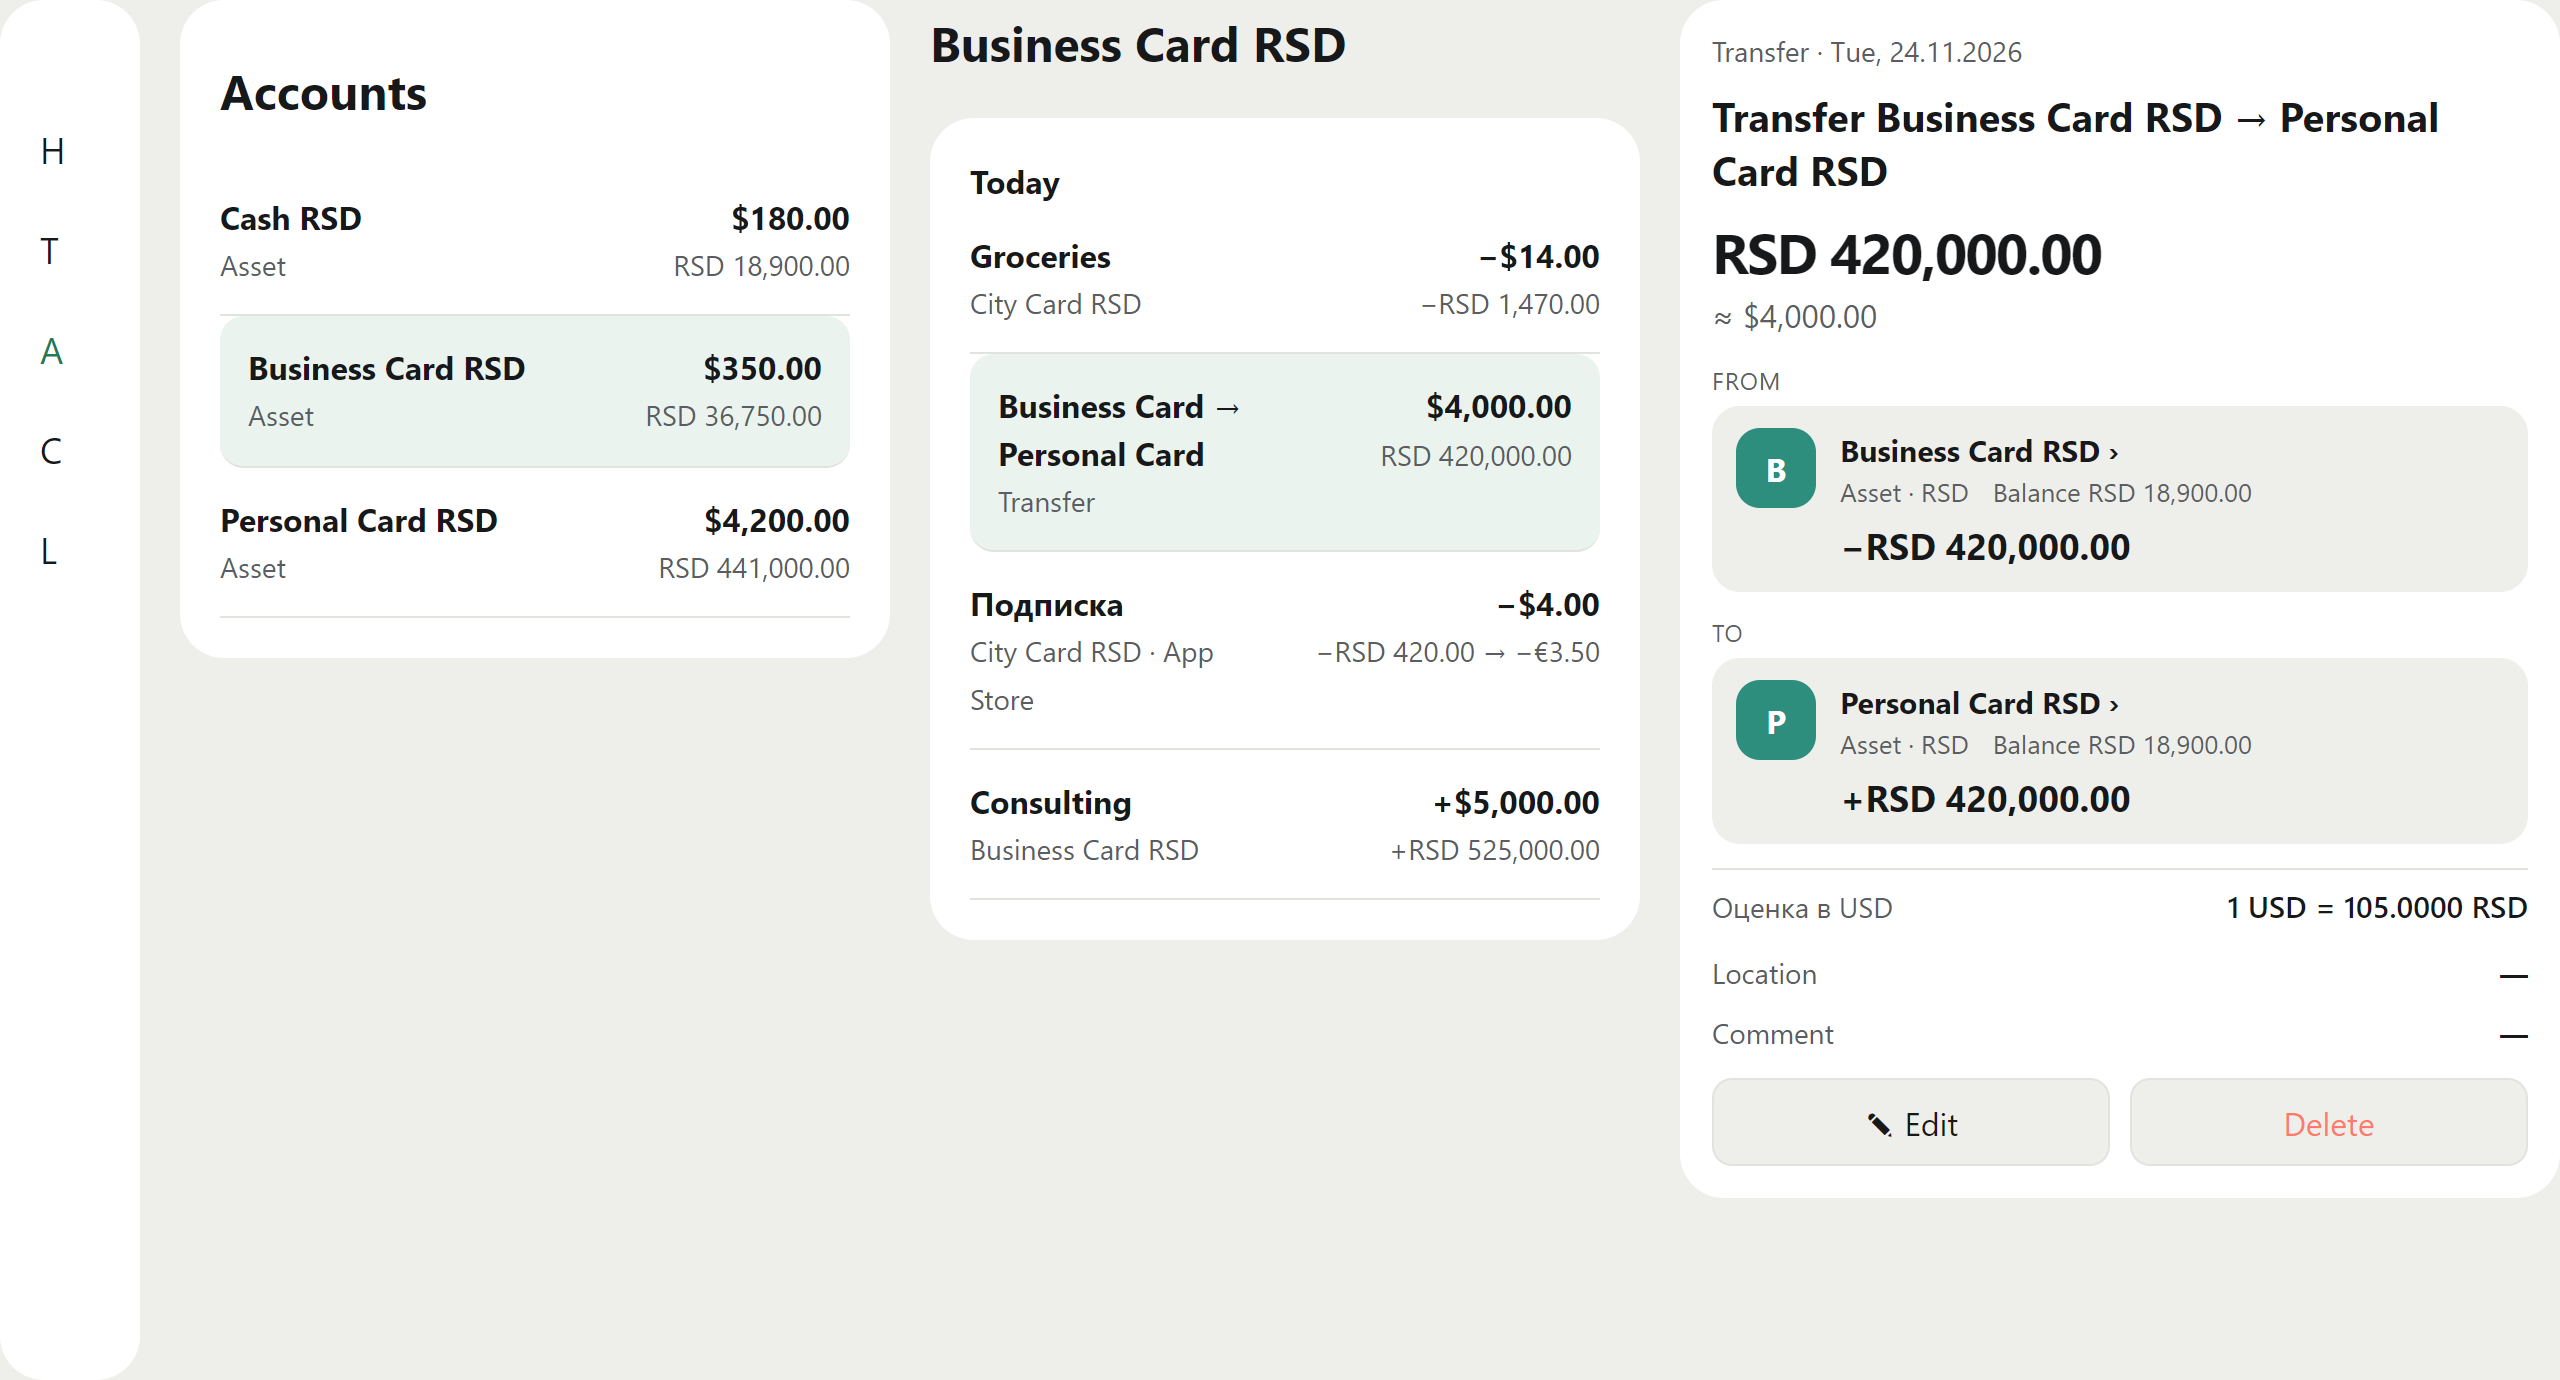 H
T
A
C
L
Accounts
Cash RSD $180.00
Asset RSD 18,900.00
Business Card RSD $350.00
Asset RSD 36,750.00
Personal Card RSD $4,200.00
Asset RSD 441,000.00
Business Card RSD
Today
Groceries −$14.00
City Card RSD −RSD 1,470.00
Business Card → $4,000.00
Personal Card RSD 420,000.00
Transfer
Подписка −$4.00
City Card RSD · App −RSD 420.00 → −€3.50
Store
Consulting +$5,000.00
Business Card RSD +RSD 525,000.00
Transfer · Tue, 24.11.2026
Transfer Business Card RSD → Personal
Card RSD
RSD 420,000.00
≈ $4,000.00
FROM
B
Business Card RSD ›
Asset · RSD Balance RSD 18,900.00
−RSD 420,000.00
TO
P
Personal Card RSD ›
Asset · RSD Balance RSD 18,900.00
+RSD 420,000.00
Оценка в USD 1 USD = 105.0000 RSD
Location —
Comment —
✎ Edit
Delete